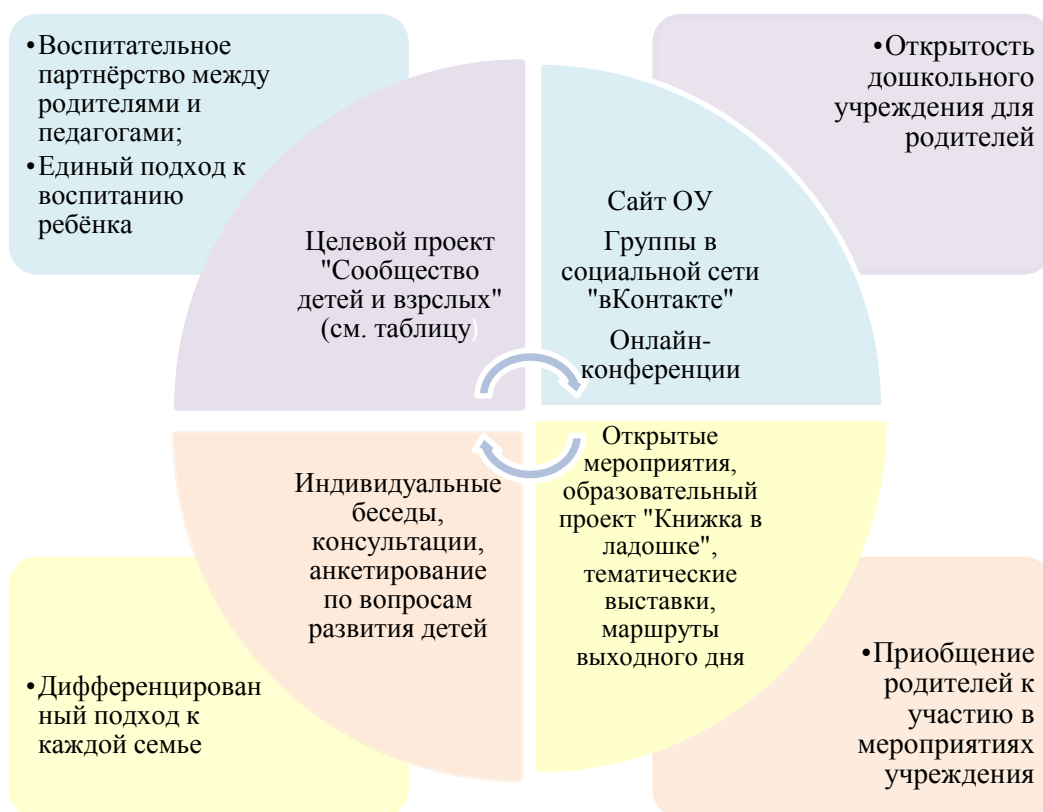 •Воспитательное
партнёрство между
родителями и
педагогами;
•Единый подход к
воспитанию
ребёнка
•Открытость
дошкольного
учреждения для
родителей
Целевой проект
"Сообщество
детей и взрслых"
(см. таблицу)
Сайт ОУ
Группы в
социальной сети
"вКонтакте"
Онлайн-
конференции
Индивидуальные
беседы,
консультации,
анкетирование
по вопросам
развития детей
Открытые
мероприятия,
образовательный
проект "Книжка в
ладошке",
тематические
выставки,
маршруты
выходного дня
•Дифференцирован
ный подход к
каждой семье
•Приобщение
родителей к
участию в
мероприятиях
учреждения